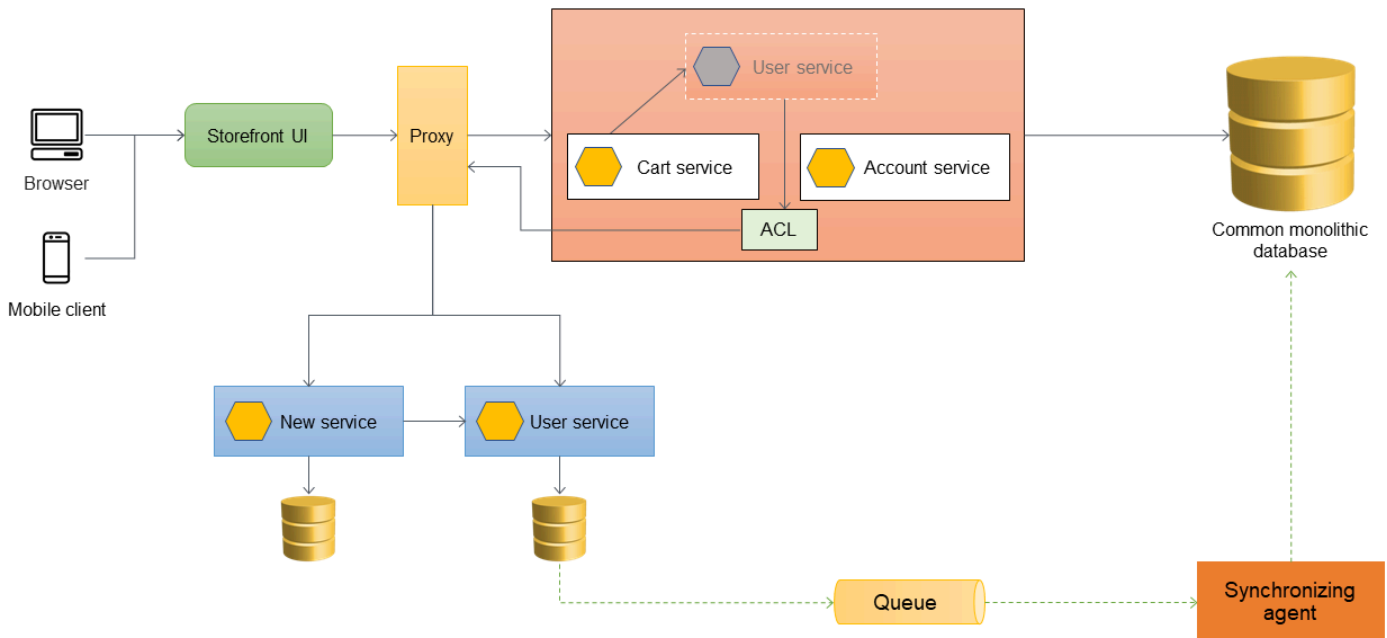 User service
Storefront UI
Proxy
Cart service
Account service
Browser
ACL
Common monolithic
database
Mobile client
New service
User service
Queue
Synchronizing
agent